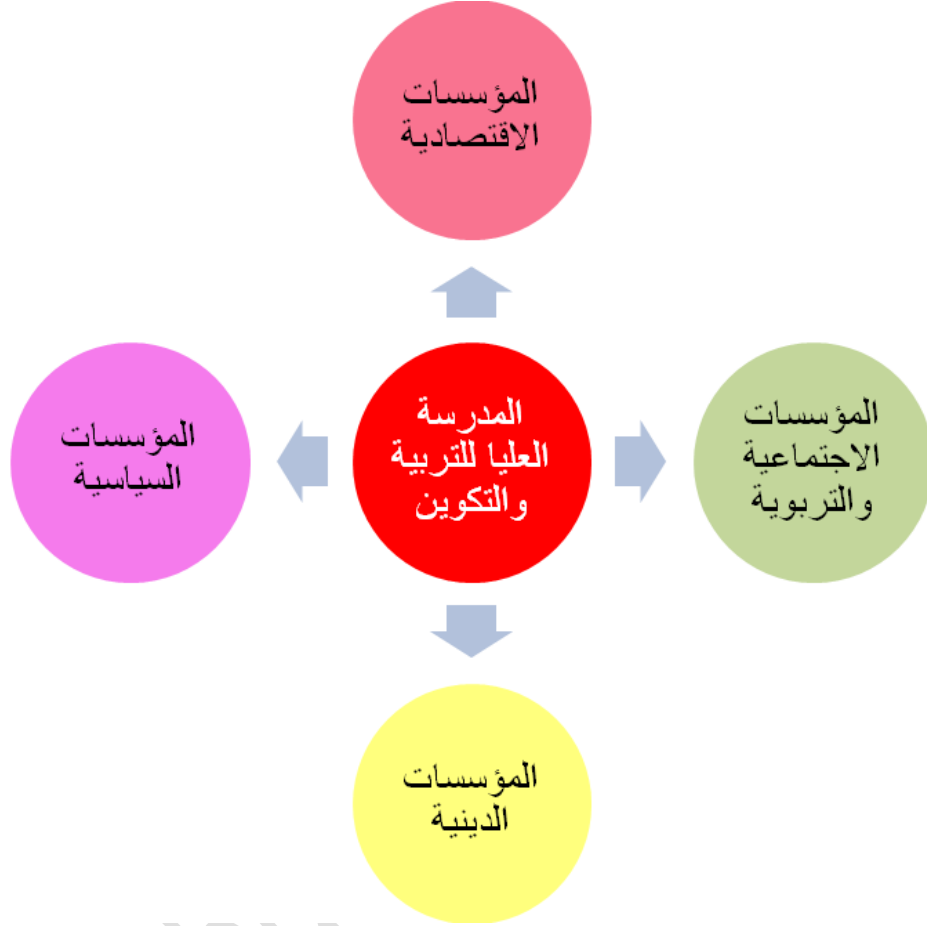 المؤسسات
الاقتصادية
المؤسسات
الاجتماعية
والتربوية
المدرسة
العليا للتربية
والتكوين
المؤسسات
السياسية
المؤسسات
الدينية